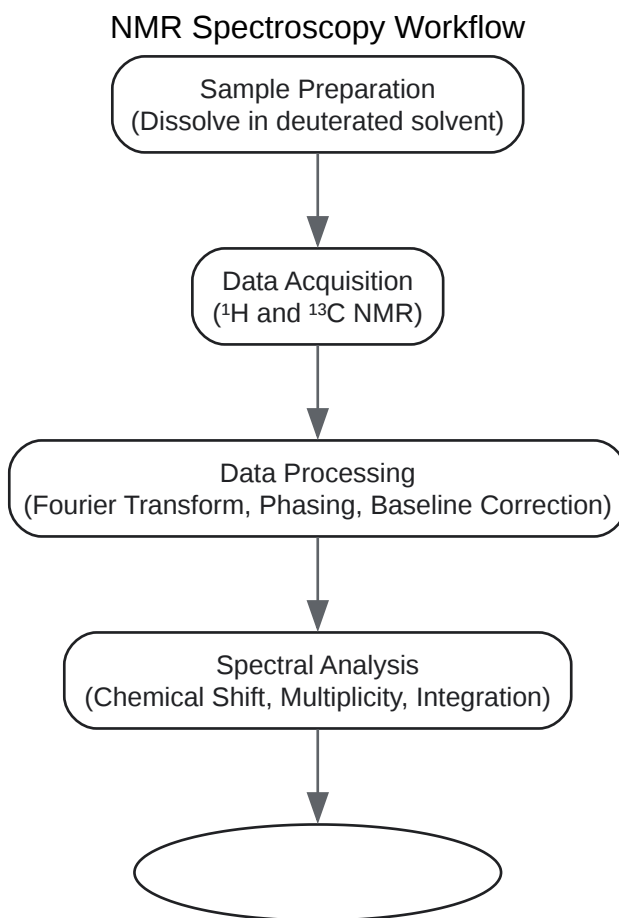 NMR Spectroscopy Workflow
Sample Preparation
(Dissolve in deuterated solvent)
Data Acquisition
(¹H and ¹³C NMR)
Data Processing
(Fourier Transform, Phasing, Baseline Correction)
Spectral Analysis
(Chemical Shift, Multiplicity, Integration)